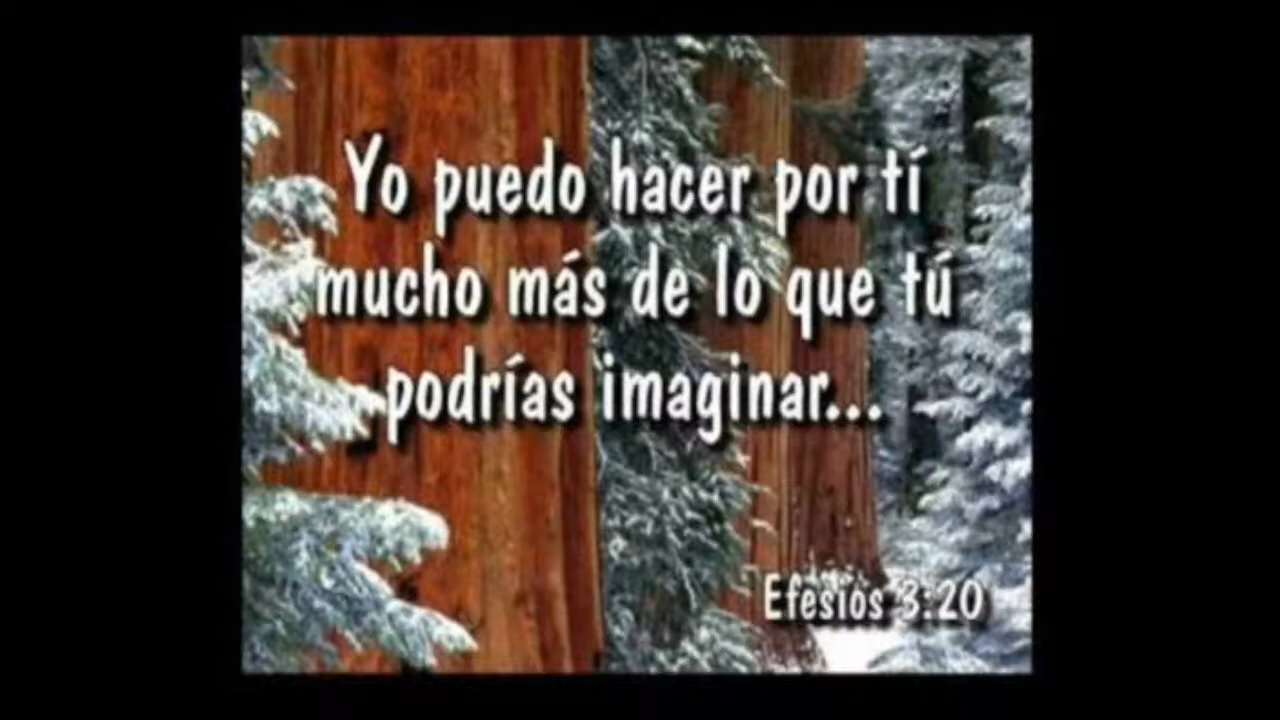 Yo puedo hacer por tí
mucho más de lo que tú
podrías imaginar...
Efesios 3:20